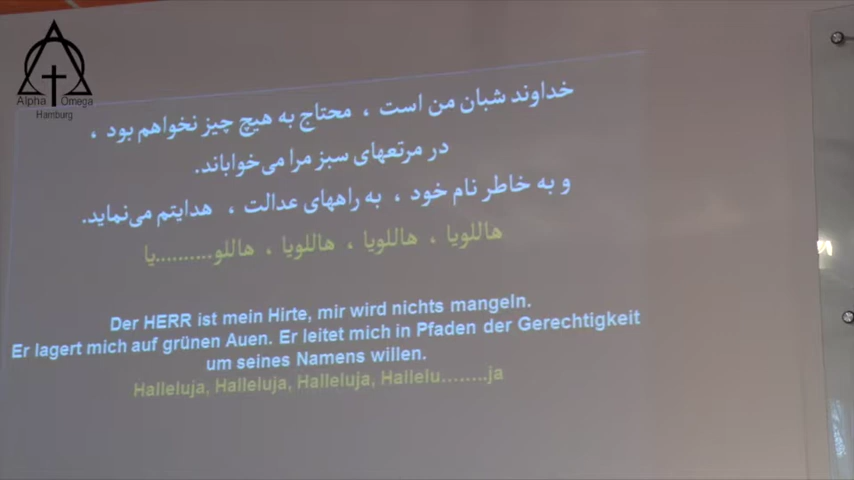 Alpha Omega
Hamburg
خداوند شبان من است ، محتاج به هیچ چیز نخواهم بود ،
در مرتعهای سبز مرا می‌خواباند.
و به خاطر نام خود ، به راههای عدالت ، هدایتم می‌نماید.
هاللویا ، هاللویا ، هاللویا ، هاللو..........یا
Der HERR ist mein Hirte, mir wird nichts mangeln.
Er lagert mich auf grünen Auen. Er leitet mich in Pfaden der Gerechtigkeit
um seines Namens willen.
Halleluja, Halleluja, Halleluja, Hallelu........ja